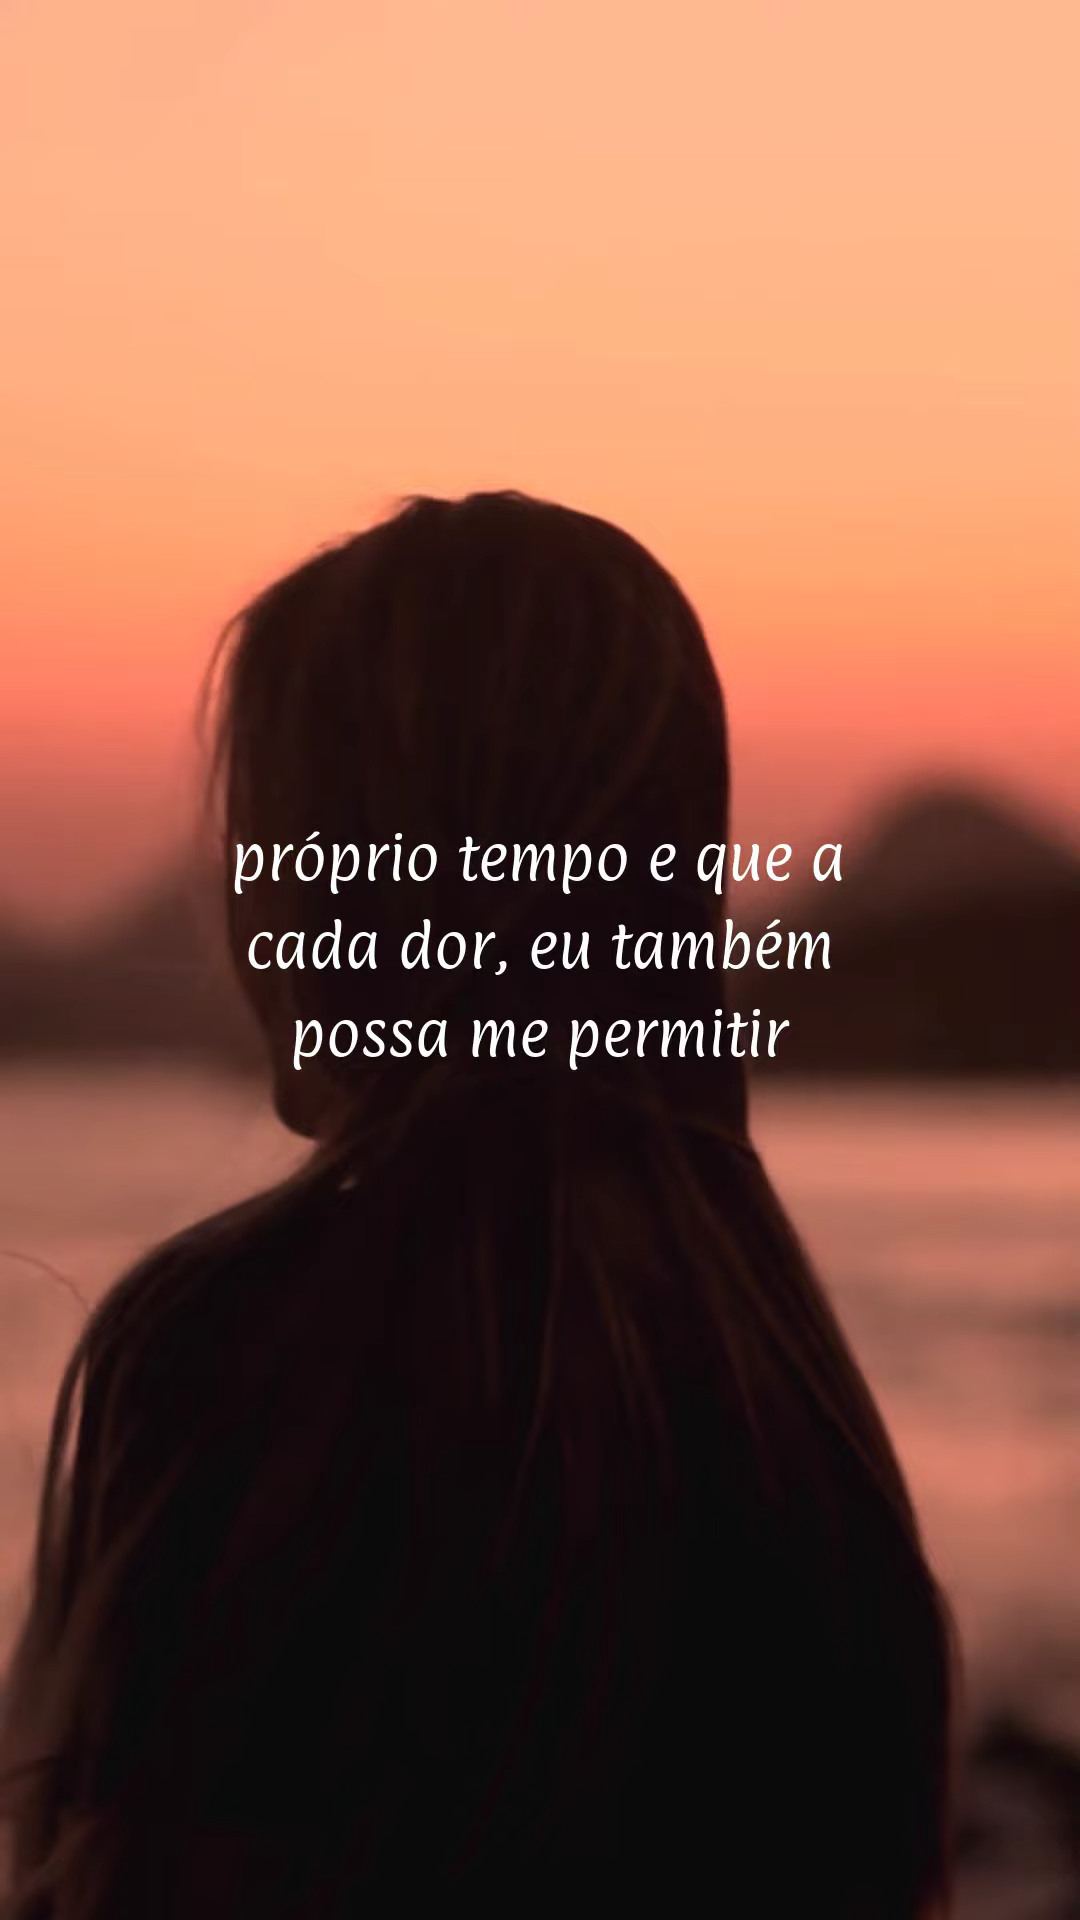 próprio tempo e que a
cada dor, eu também
possa me permitir